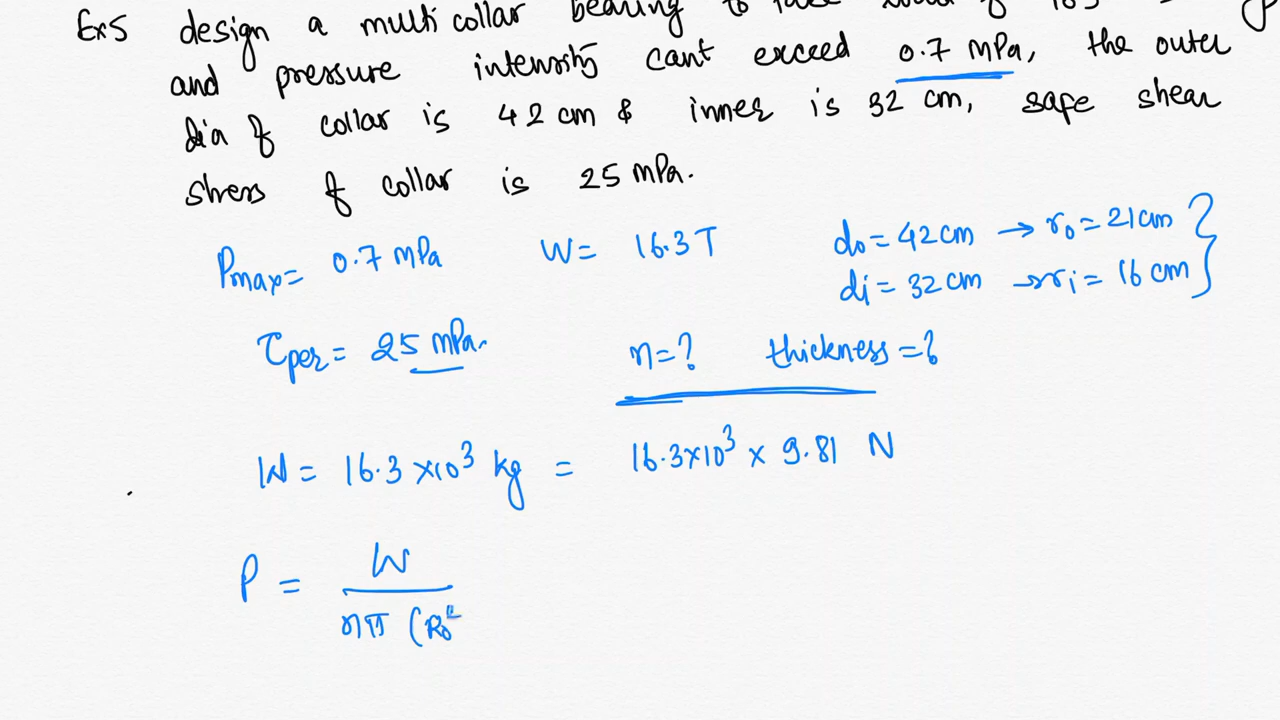 Ex5 design a multi collar bearing to
and pressure intensity cant exceed 0.7 MPa, the outer
dia of collar is 42 cm & inner is 32 cm, safe shear
stress of collar is 25 mPa.
Pmax = 0.7 MPa W = 16.3 T do = 42 cm → ro = 21 cm
di = 32 cm → ri = 16 cm
τper = 25 mPa. n = ? thickness = ?
W = 16.3 × 10³ kg = 16.3×10³ × 9.81 N
P = W / nπ (Ro²